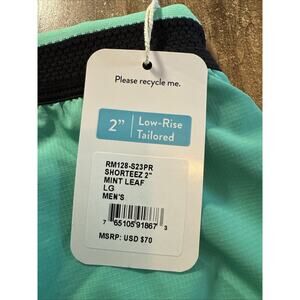 Please recycle me.
2"
Low-Rise
Tailored
RM128-S23PR
SHORTEEZ 2"
MINT LEAF
LG
MEN'S
7 65105 91867 3
MSRP: USD $70